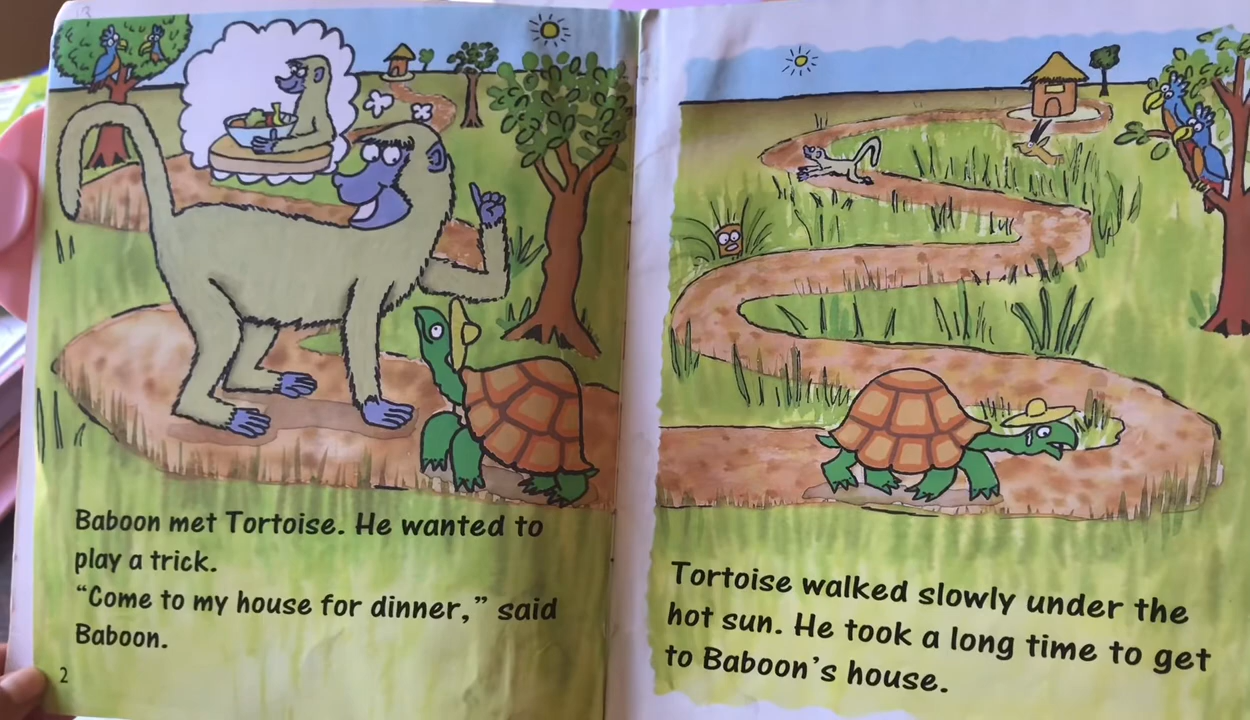 Baboon met Tortoise. He wanted to
play a trick.
“Come to my house for dinner,” said
Baboon.
2
Tortoise walked slowly under the
hot sun. He took a long time to get
to Baboon’s house.